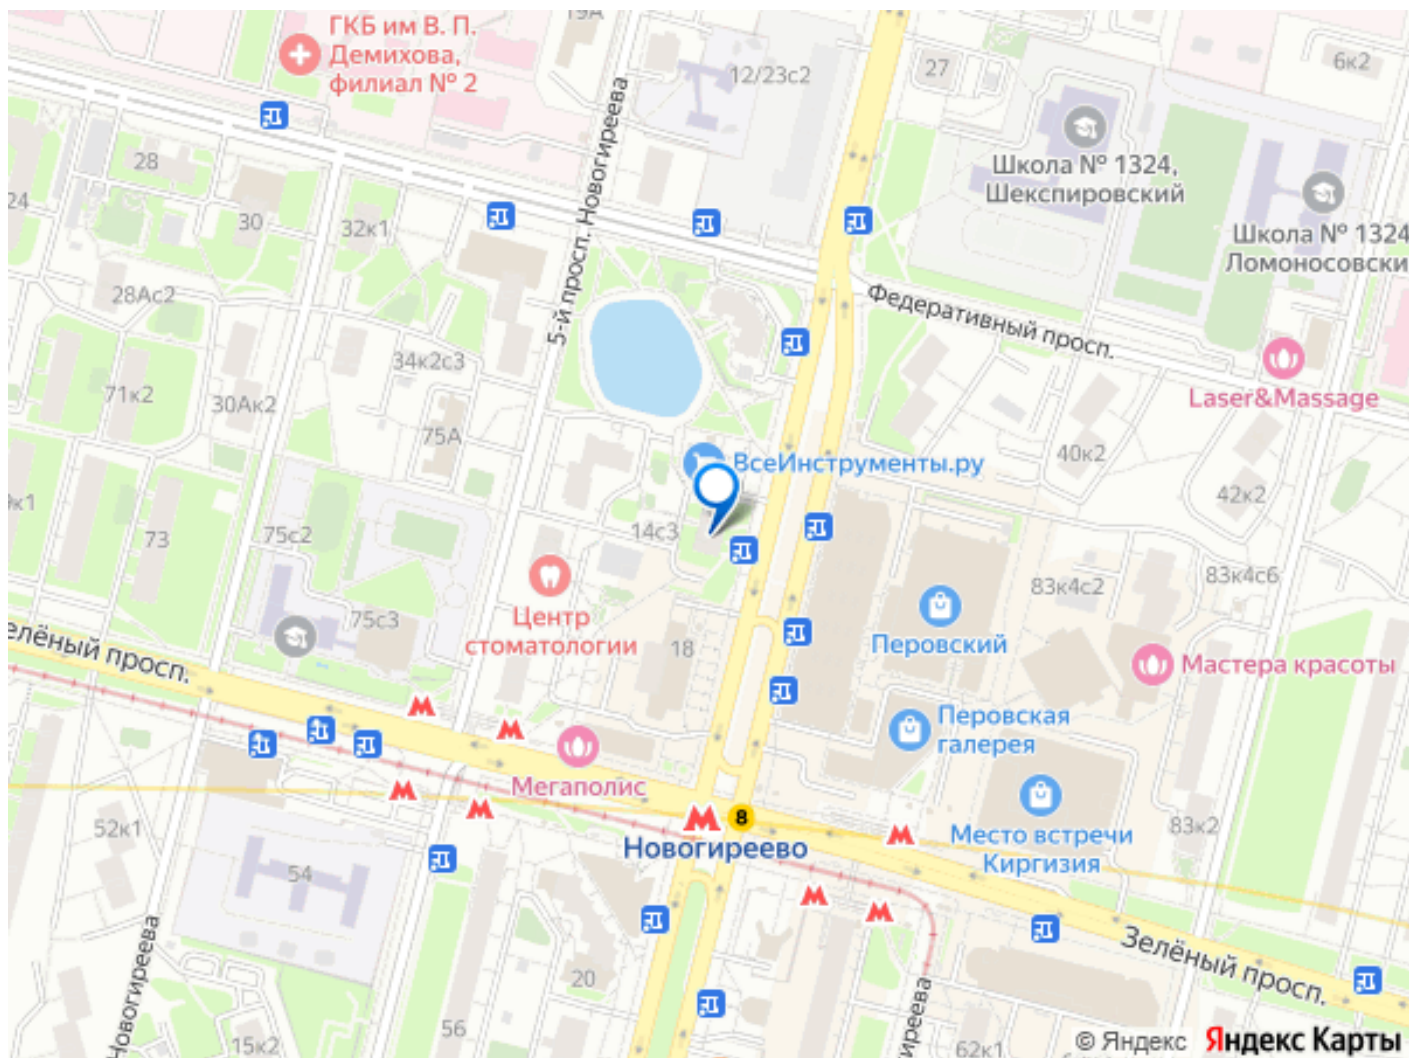 19А
ГКБ им В. П.
Демихова,
филиал № 2
12/23с2
27
6к2
Школа № 1324,
Шекспировский
Школа № 1324
Ломоносовски
28
30
32к1
24
5-й просп. Новогиреева
28Ас2
Федеративный просп.
34к2с3
71к2
30Ак2
75А
Laser&Massage
40к2
42к2
ВсеИнструменты.ру
14с3
73
75с2
83к4с2
83к4с6
Центр
стоматологии
75с3
Перовский
елёный просп.
18
Мастера красоты
Перовская
галерея
Мегаполис
8
Новогиреево
Место встречи
Киргизия
83к2
52к1
54
Зелёный просп.
Новогиреева
20
иреева
56
15к2
62к1
© Яндекс Яндекс Карты